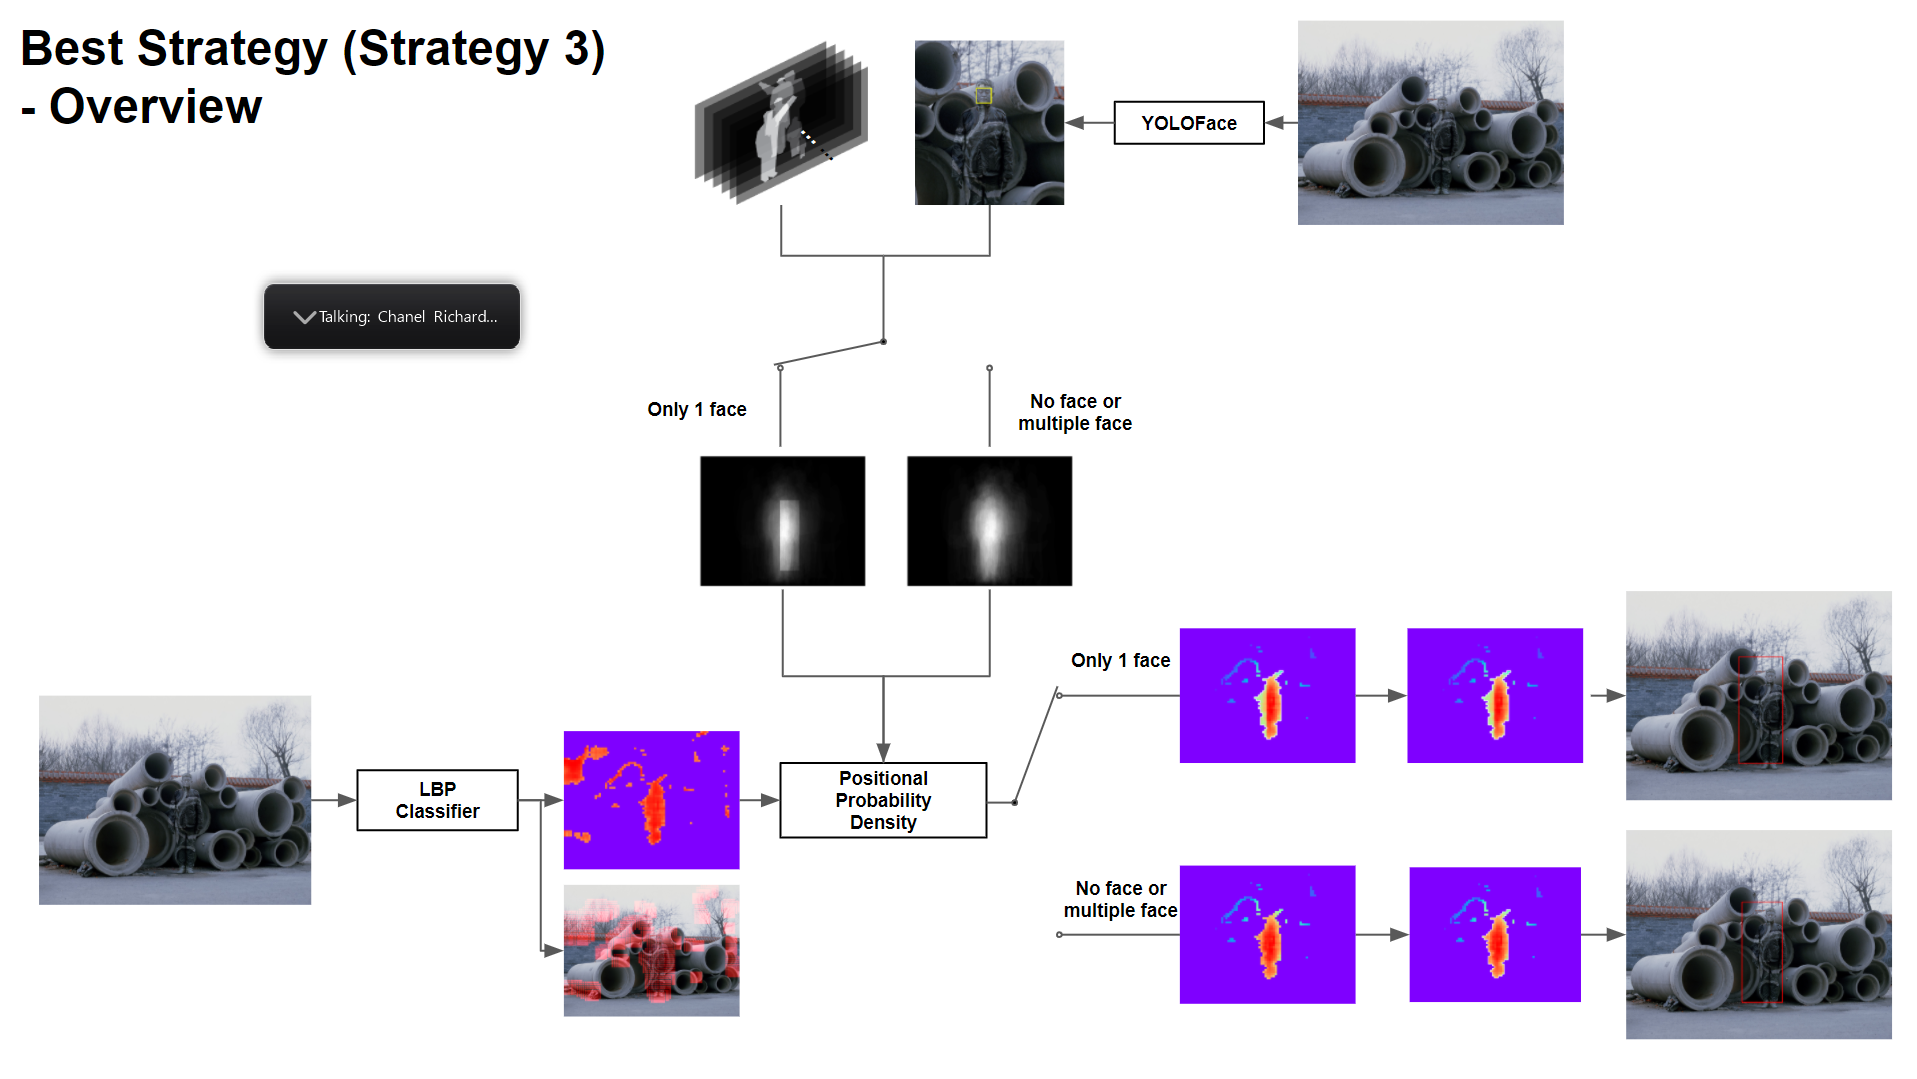 Best Strategy (Strategy 3)
- Overview
YOLOFace
Talking: Chanel Richard...
Only 1 face
No face or
multiple face
Only 1 face
LBP
Classifier
Positional
Probability
Density
No face or
multiple face